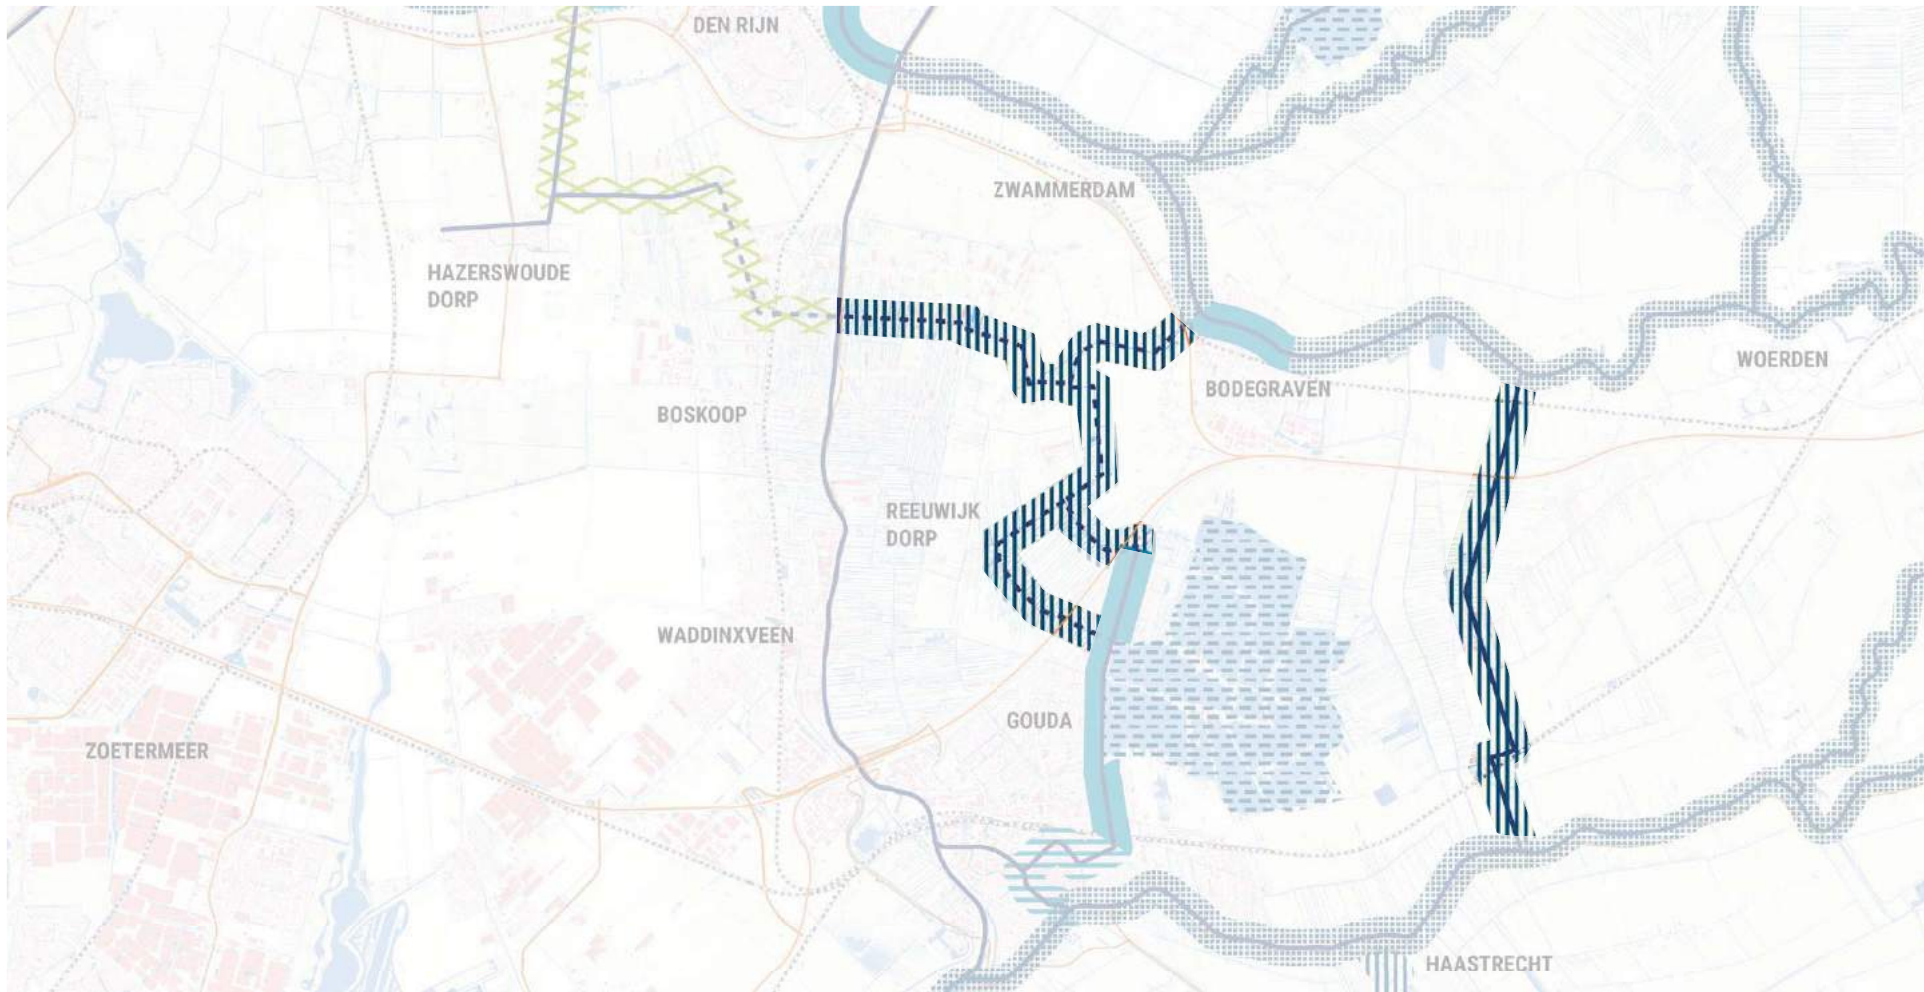 DEN RIJN
ZWAMMERDAM
HAZERSWOUDE
DORP
WOERDEN
BODEGRAVEN
BOSKOOP
REEUWIJK
DORP
WADDINXVEEN
GOUDA
ZOETERMEER
HAASTRECHT